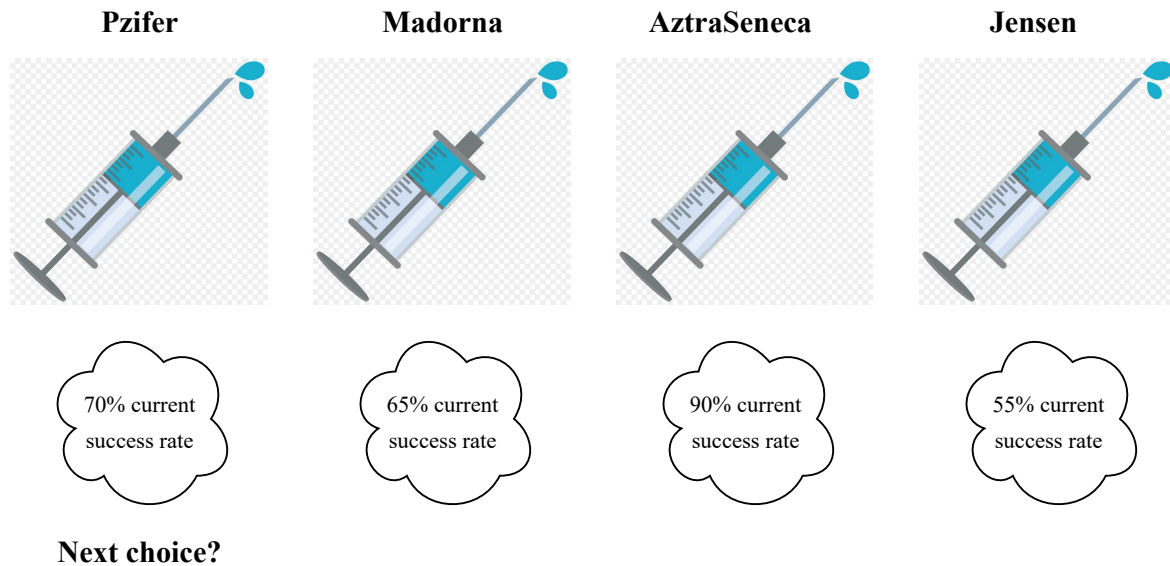 Pzifer
Madorna
AztraSeneca
Jensen
70% current
success rate
65% current
success rate
90% current
success rate
55% current
success rate
Next choice?